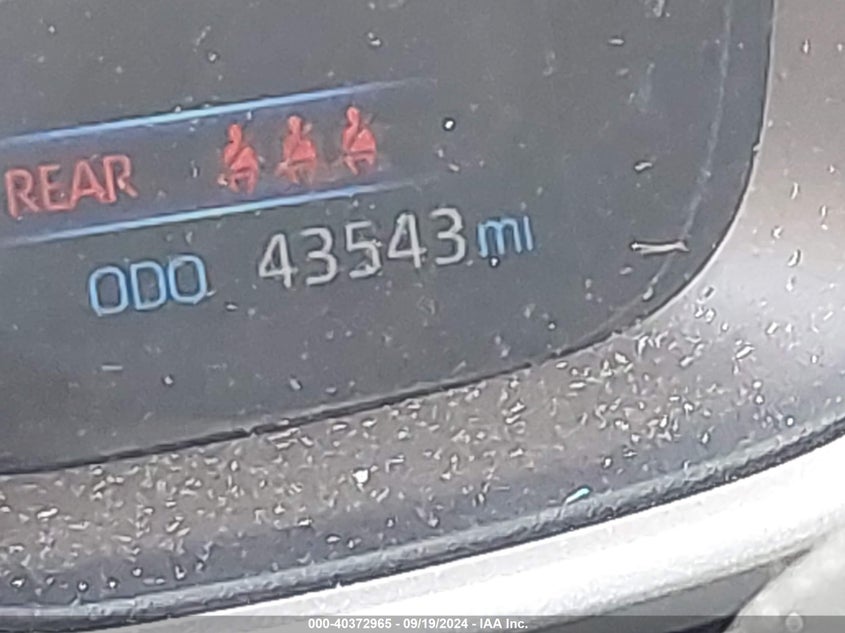 REAR
ODO 43543 mi
000-40372965 - 09/19/2024 - IAA Inc.